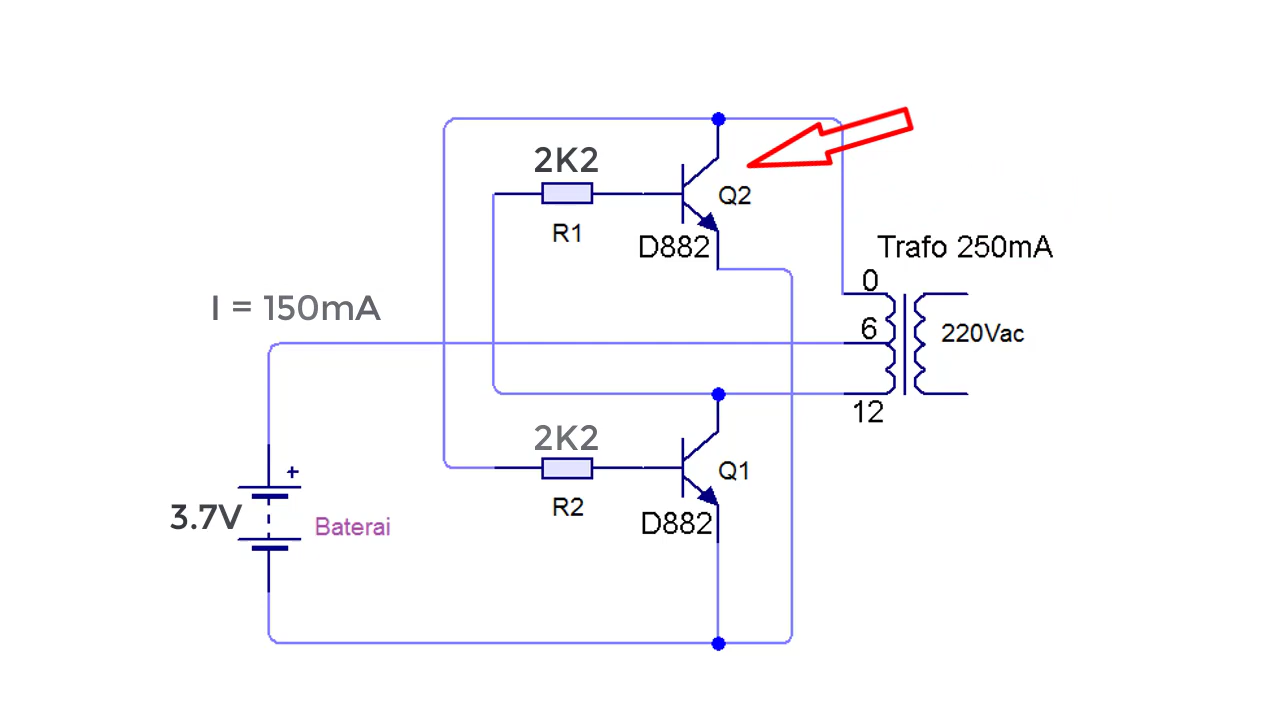 2K2
Q2
R1
D882
Trafo 250mA
0
I = 150mA
6
220Vac
12
2K2
+
Q1
R2
3.7V
Baterai
D882